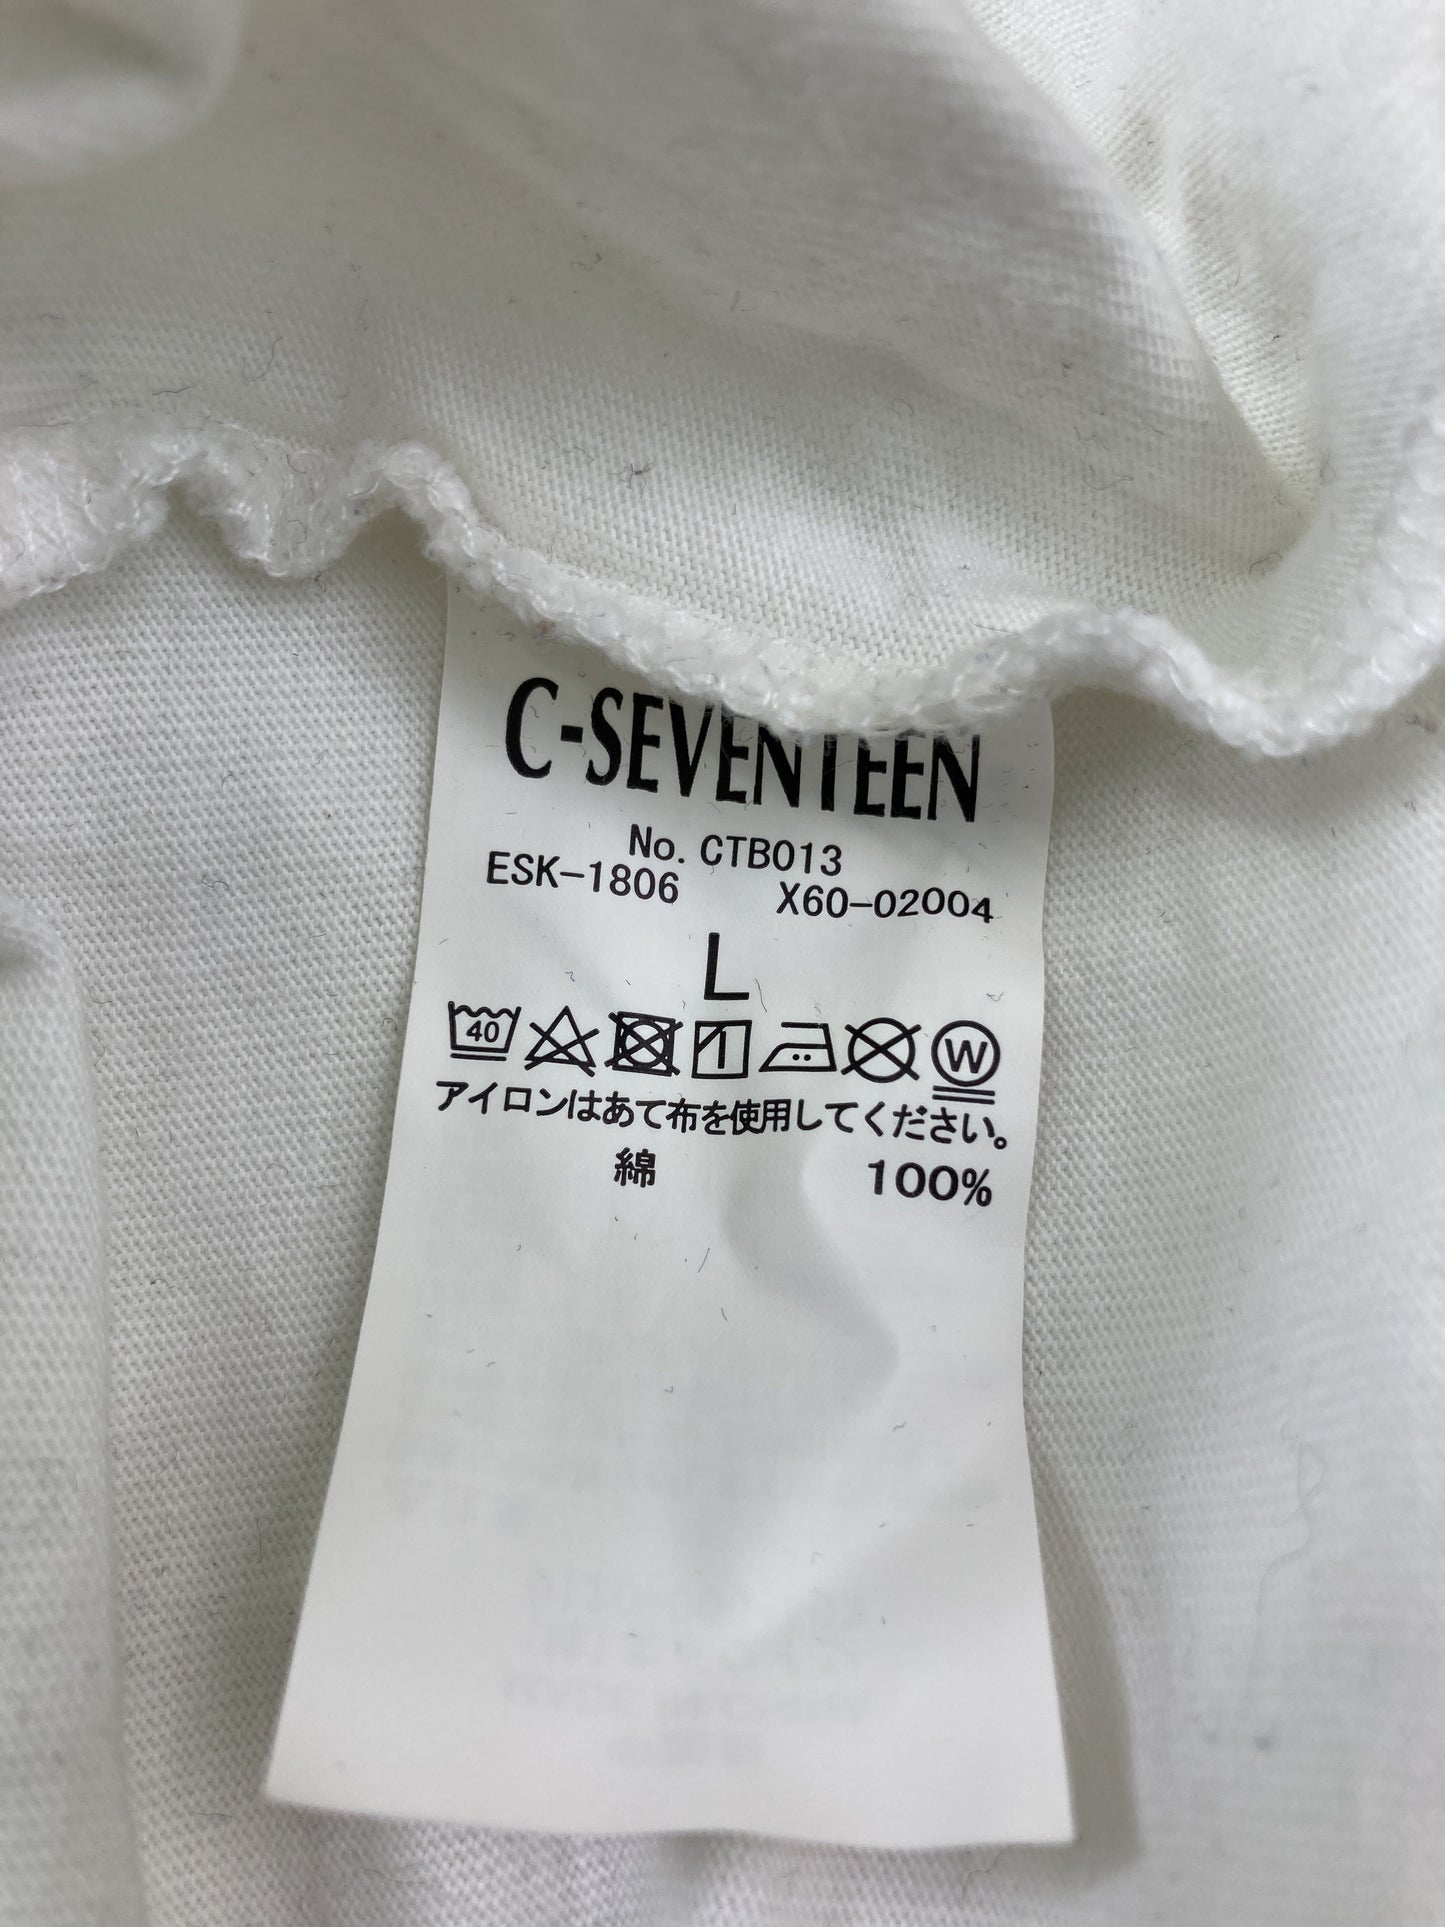 C-SEVENTEEN
No. CTB013
ESK-1806 X60-02004
L
40 W
アイロンはあて布を使用してください。
綿 100%